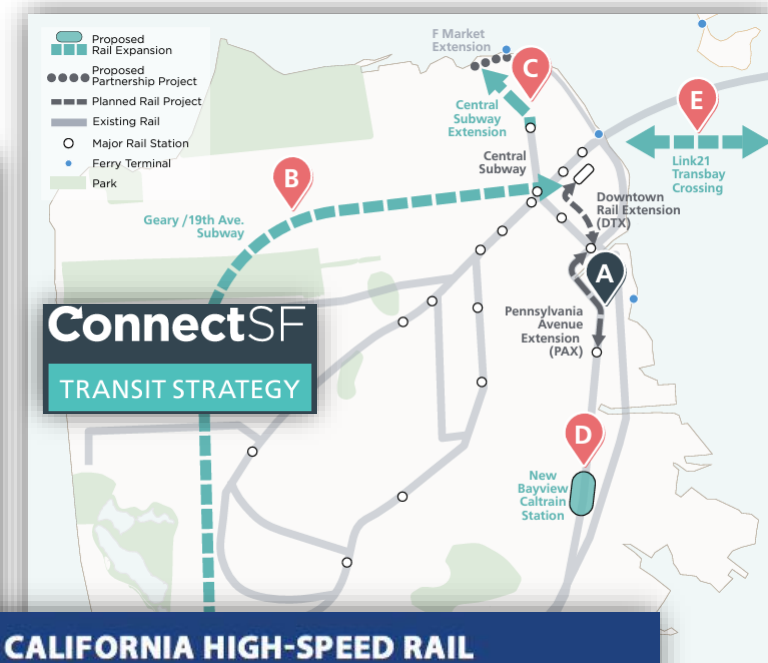 Proposed
Rail Expansion
Proposed
Partnership Project
Planned Rail Project
Existing Rail
Major Rail Station
Ferry Terminal
Park
F Market
Extension
C
Central
Subway
Extension
E
Link21
Transbay
Crossing
Central
Subway
B
Geary /19th Ave.
Subway
Downtown
Rail Extension
(DTX)
A
Pennsylvania
Avenue
Extension
(PAX)
ConnectSF
TRANSIT STRATEGY
D
New
Bayview
Caltrain
Station
CALIFORNIA HIGH-SPEED RAIL